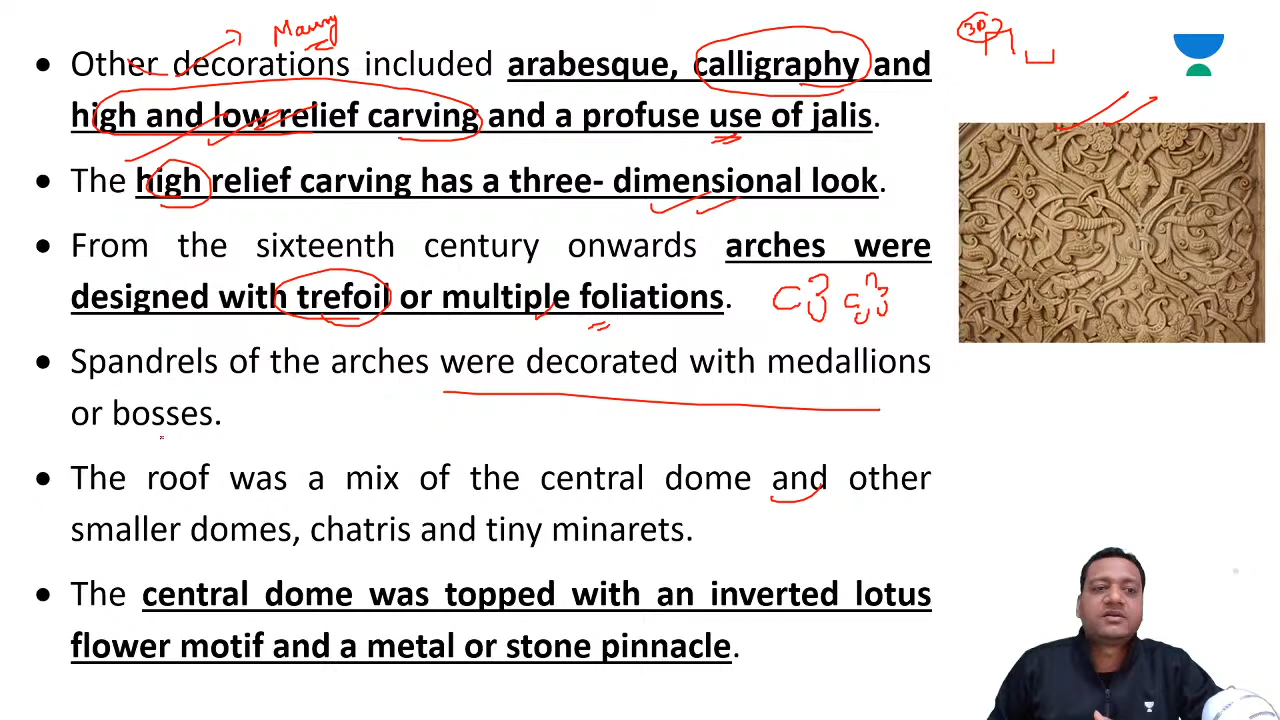 Many
3D
• Other decorations included arabesque, calligraphy and
high and low relief carving and a profuse use of jalis.
• The high relief carving has a three- dimensional look.
• From the sixteenth century onwards arches were
designed with trefoil or multiple foliations.
• Spandrels of the arches were decorated with medallions
or bosses.
• The roof was a mix of the central dome and other
smaller domes, chatris and tiny minarets.
• The central dome was topped with an inverted lotus
flower motif and a metal or stone pinnacle.